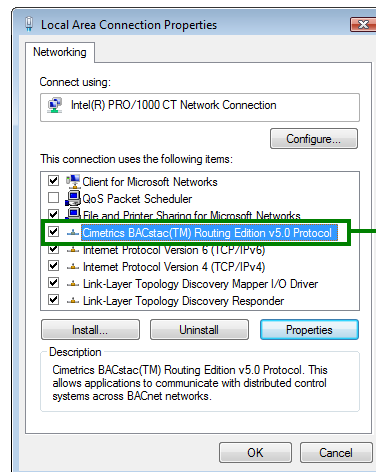 Local Area Connection Properties
Networking
Connect using:
Intel(R) PRO/1000 CT Network Connection
Configure...
This connection uses the following items:
Client for Microsoft Networks
QoS Packet Scheduler
File and Printer Sharing for Microsoft Networks
Cimetrics BACstac(TM) Routing Edition v5.0 Protocol
Internet Protocol Version 6 (TCP/IPv6)
Internet Protocol Version 4 (TCP/IPv4)
Link-Layer Topology Discovery Mapper I/O Driver
Link-Layer Topology Discovery Responder
Install...
Uninstall
Properties
Description
Cimetrics BACstac(TM) Routing Edition v5.0 Protocol. This
allows applications to communicate with distributed control
systems across BACnet networks.
OK
Cancel